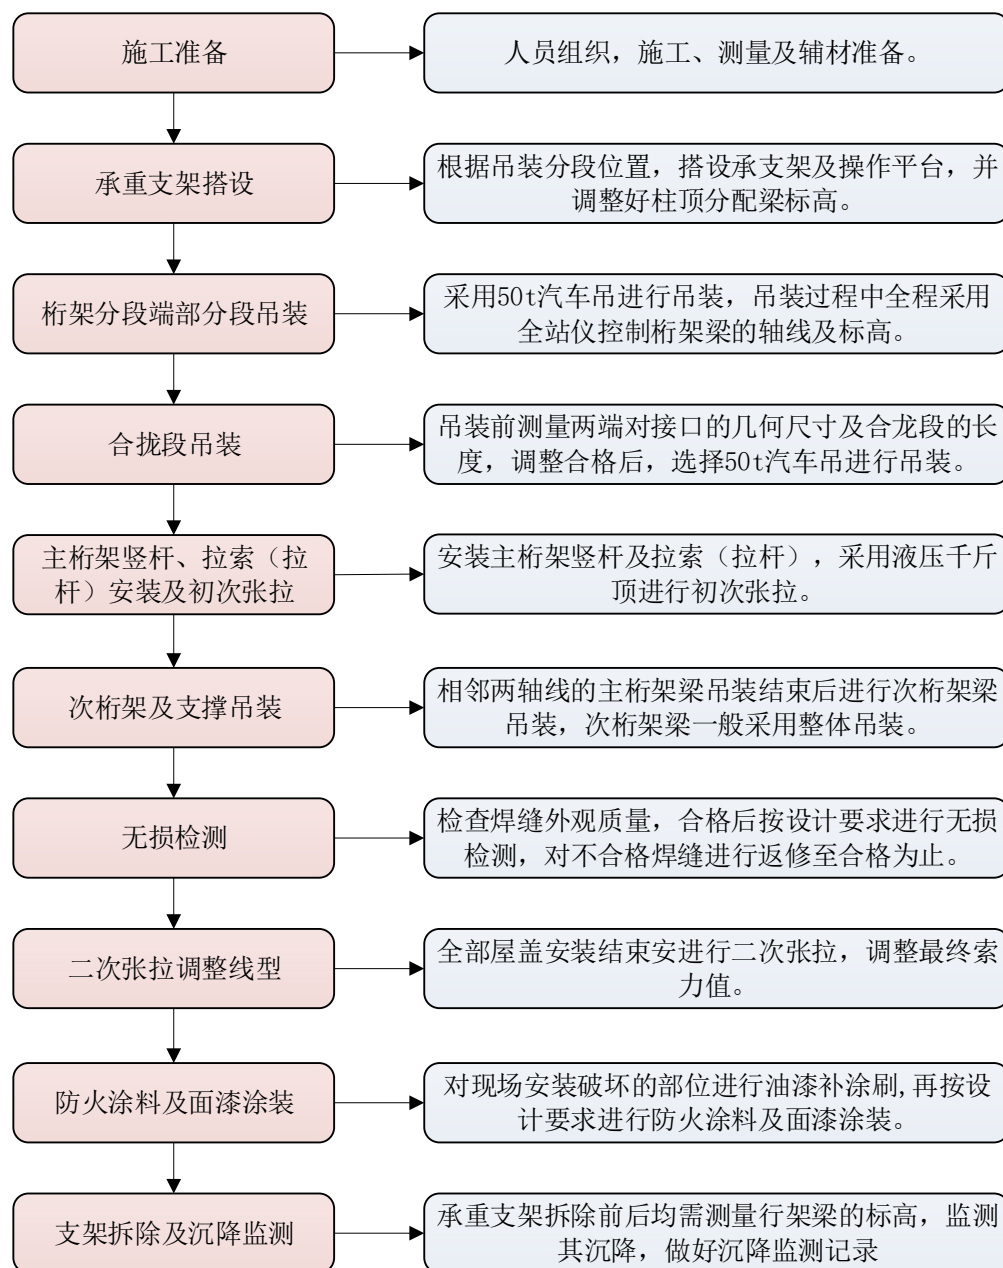 施工准备
人员组织，施工、测量及辅材准备。
承重支架搭设
根据吊装分段位置，搭设承支架及操作平台，并
调整好柱顶分配梁标高。
桁架分段端部分段吊装
采用50t汽车吊进行吊装，吊装过程中全程采用
全站仪控制桁架梁的轴线及标高。
合拢段吊装
吊装前测量两端对接口的几何尺寸及合龙段的长
度，调整合格后，选择50t汽车吊进行吊装。
主桁架竖杆、拉索（拉
杆）安装及初次张拉
安装主桁架竖杆及拉索（拉杆），采用液压千斤
顶进行初次张拉。
次桁架及支撑吊装
相邻两轴线的主桁架梁吊装结束后进行次桁架梁
吊装，次桁架梁一般采用整体吊装。
无损检测
检查焊缝外观质量，合格后按设计要求进行无损
检测，对不合格焊缝进行返修至合格为止。
二次张拉调整线型
全部屋盖安装结束安进行二次张拉，调整最终索
力值。
防火涂料及面漆涂装
对现场安装破坏的部位进行油漆补涂刷,再按设
计要求进行防火涂料及面漆涂装。
支架拆除及沉降监测
承重支架拆除前后均需测量行架梁的标高，监测
其沉降，做好沉降监测记录